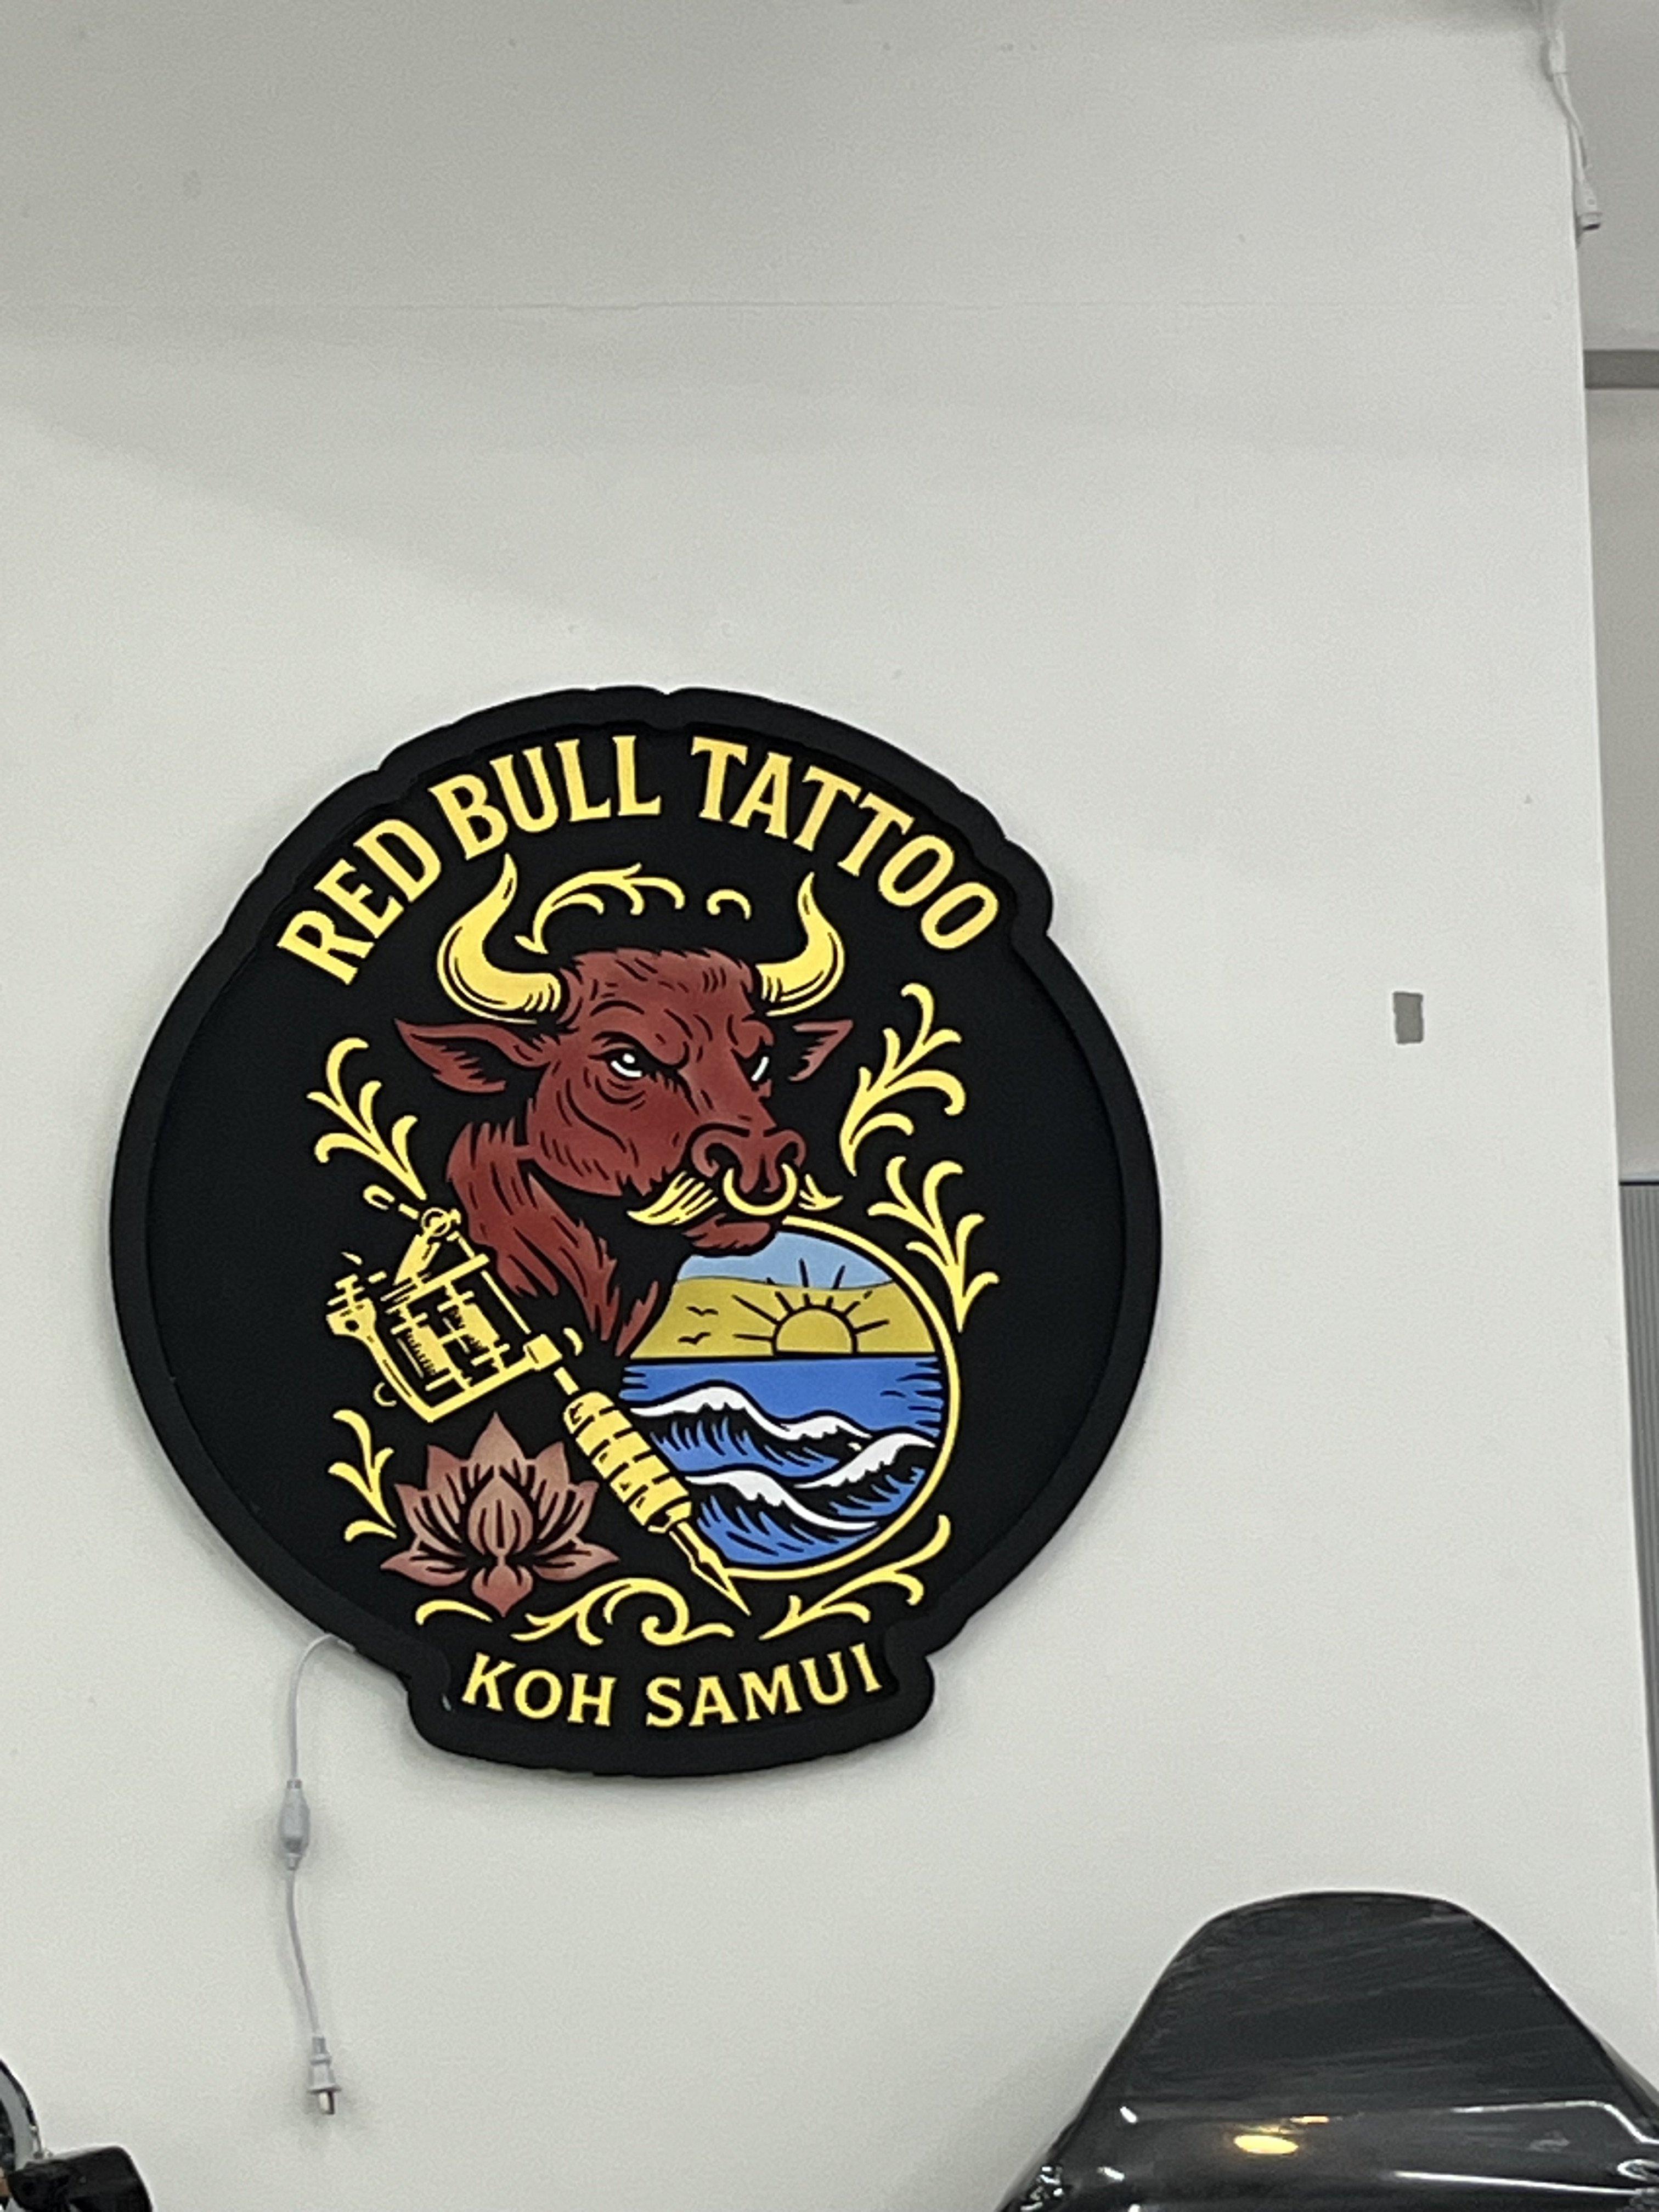 RED BULL TATTOO
KOH SAMUI